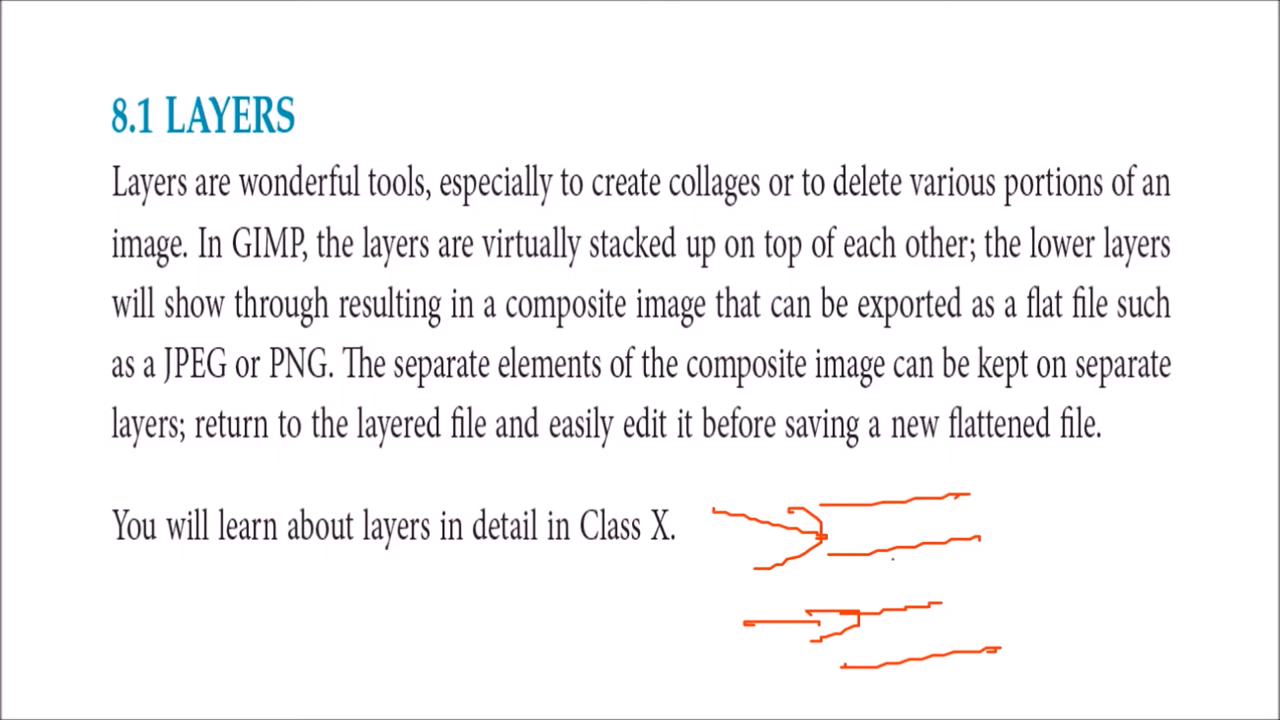 8.1 LAYERS
Layers are wonderful tools, especially to create collages or to delete various portions of an
image. In GIMP, the layers are virtually stacked up on top of each other; the lower layers
will show through resulting in a composite image that can be exported as a flat file such
as a JPEG or PNG. The separate elements of the composite image can be kept on separate
layers; return to the layered file and easily edit it before saving a new flattened file.
You will learn about layers in detail in Class X.